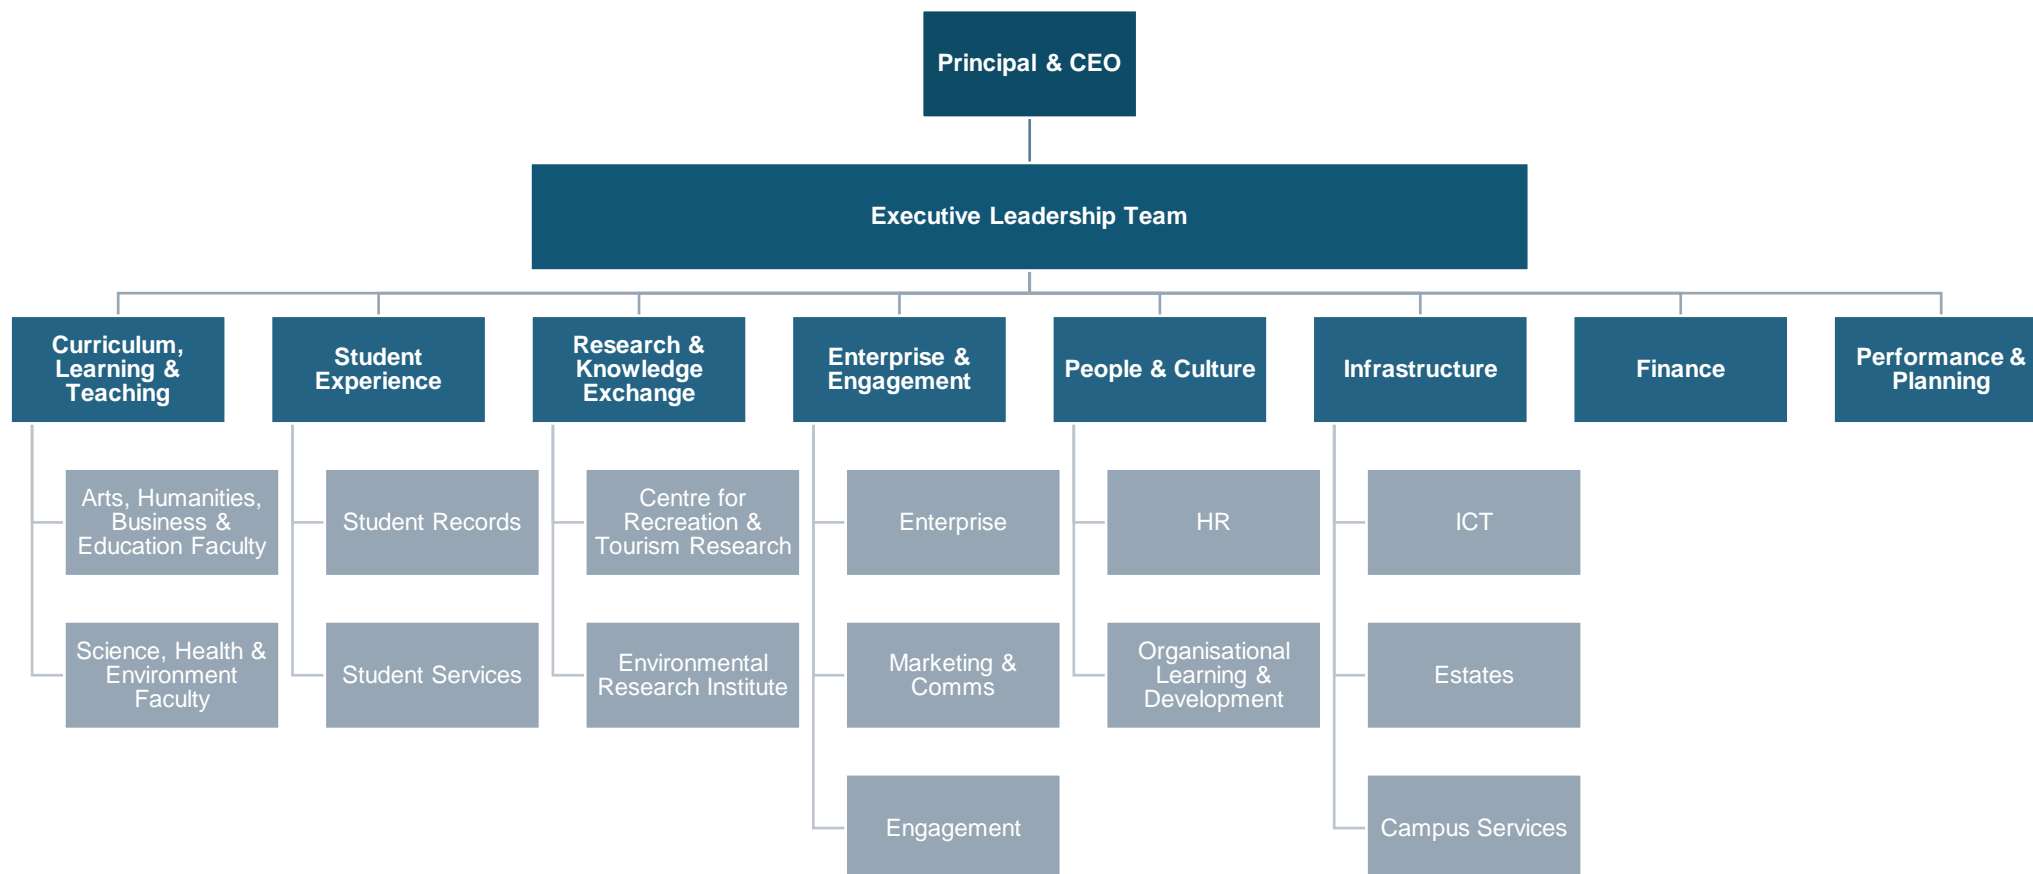 Principal & CEO
Executive Leadership Team
Curriculum,
Learning &
Teaching
Student
Experience
Research &
Knowledge
Exchange
Enterprise &
Engagement
People & Culture
Infrastructure
Finance
Performance &
Planning
Arts, Humanities,
Business &
Education Faculty
Student Records
Centre for
Recreation &
Tourism Research
Enterprise
HR
ICT
Science, Health &
Environment
Faculty
Student Services
Environmental
Research Institute
Marketing &
Comms
Organisational
Learning &
Development
Estates
Engagement
Campus Services